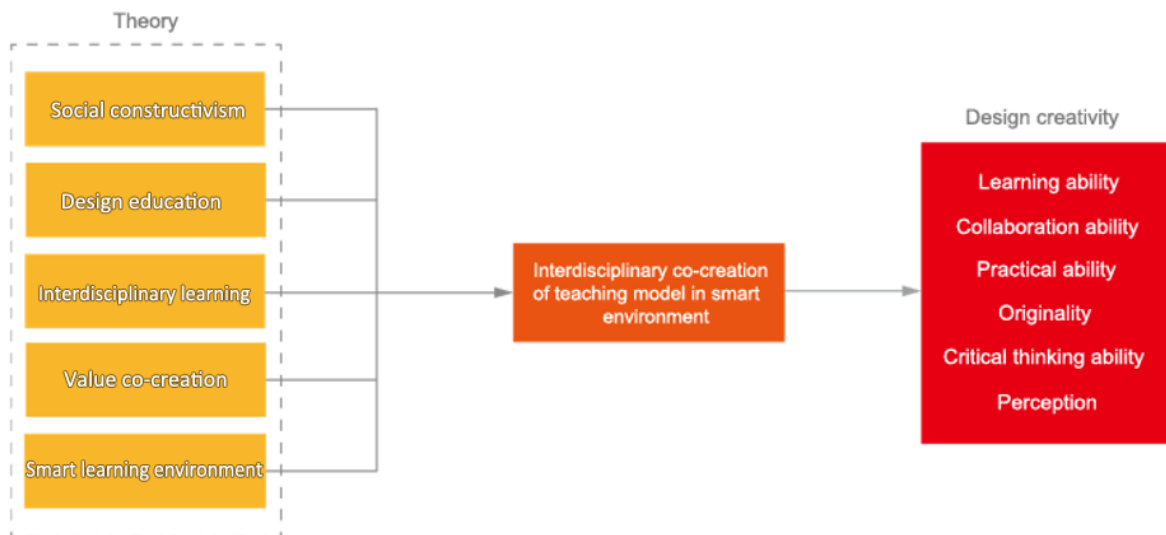 Theory
Social constructivism
Design education
Interdisciplinary learning
Value co-creation
Smart learning environment
Interdisciplinary co-creation
of teaching model in smart
environment
Design creativity
Learning ability
Collaboration ability
Practical ability
Originality
Critical thinking ability
Perception